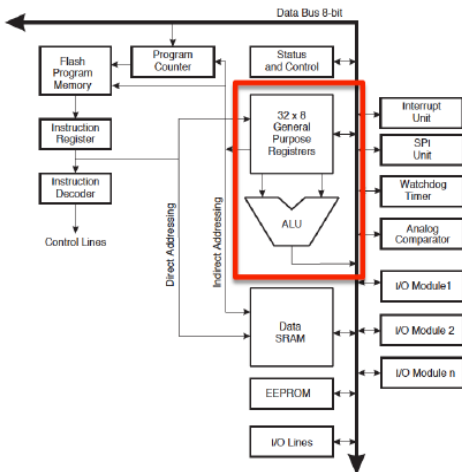 Data Bus 8-bit
Flash
Program
Memory
Program
Counter
Status
and Control
Instruction
Register
Instruction
Decoder
Control Lines
Direct Addressing
Indirect Addressing
32 x 8
General
Purpose
Registrers
ALU
Data
SRAM
EEPROM
I/O Lines
Interrupt
Unit
SPI
Unit
Watchdog
Timer
Analog
Comparator
I/O Module1
I/O Module 2
I/O Module n